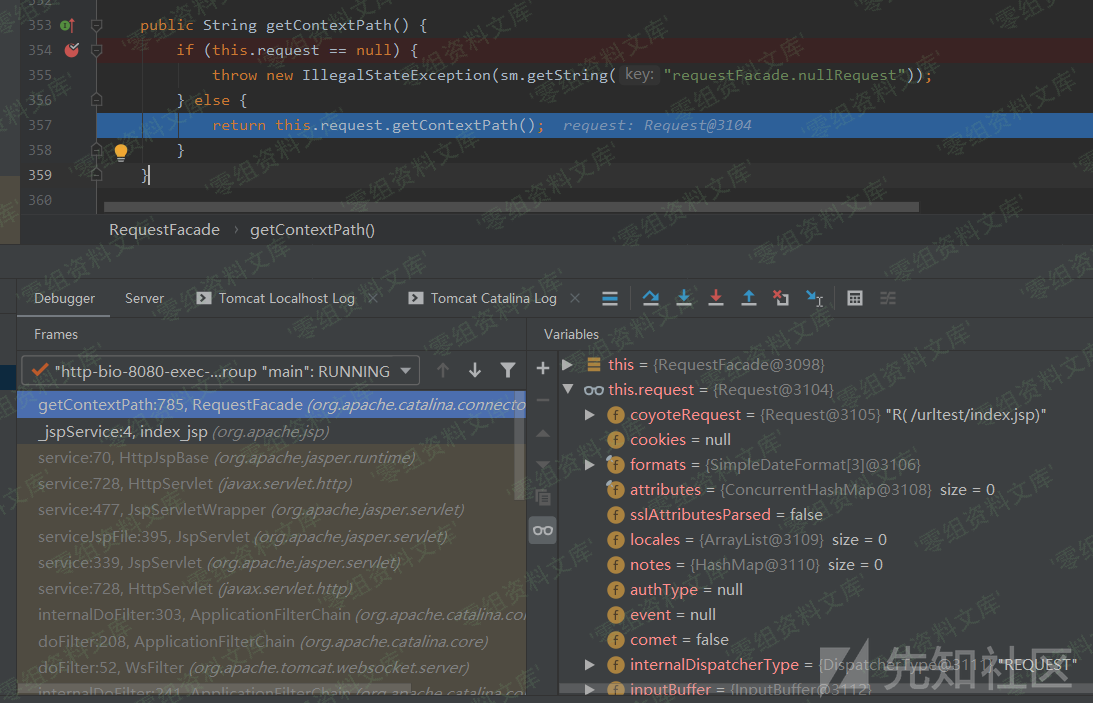 352
353 public String getContextPath() {
354 if (this.request == null) {
355 throw new IllegalStateException(sm.getString( key: "requestFacade.nullRequest"));
356 } else {
357 return this.request.getContextPath(); request: Request@3104
358 }
359 }
360
RequestFacade › getContextPath()
Debugger Server Tomcat Localhost Log Tomcat Catalina Log
Frames
"http-bio-8080-exec-...roup "main": RUNNING
getContextPath:785, RequestFacade (org.apache.catalina.connecto
_jspService:4, index_jsp (org.apache.jsp)
service:70, HttpJspBase (org.apache.jasper.runtime)
service:728, HttpServlet (javax.servlet.http)
service:477, JspServletWrapper (org.apache.jasper.servlet)
serviceJspFile:395, JspServlet (org.apache.jasper.servlet)
service:339, JspServlet (org.apache.jasper.servlet)
service:728, HttpServlet (javax.servlet.http)
internalDoFilter:303, ApplicationFilterChain (org.apache.catalina.co
doFilter:208, ApplicationFilterChain (org.apache.catalina.core)
doFilter:52, WsFilter (org.apache.tomcat.websocket.server)
internalDoFilter:241, ApplicationFilterChain (org.apache.catalina.co
Variables
this = {RequestFacade@3098}
this.request = {Request@3104}
coyoteRequest = {Request@3105} "R( /urltest/index.jsp)"
cookies = null
formats = {SimpleDateFormat[3]@3106}
attributes = {ConcurrentHashMap@3108} size = 0
sslAttributesParsed = false
locales = {ArrayList@3109} size = 0
notes = {HashMap@3110} size = 0
authType = null
event = null
comet = false
internalDispatcherType = {DispatcherType@3111} "REQUEST"
inputBuffer = {InputBuffer@3112}
先知社区
'零组资料文库'